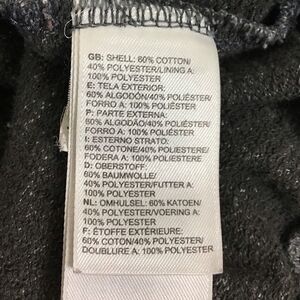 GB: SHELL: 60% COTTON/
40% POLYESTER/LINING A:
100% POLYESTER
E: TELA EXTERIOR:
60% ALGODÓN/40% POLIÉSTER/
FORRO A: 100% POLIÉSTER
P: PARTE EXTERNA:
60% ALGODÃO/40% POLIÉSTER/
FORRO A: 100% POLIÉSTER
I: ESTERNO STRATO:
60% COTONE/40% POLIESTERE/
FODERA A: 100% POLIESTERE
D: OBERSTOFF:
60% BAUMWOLLE/
40% POLYESTER/FUTTER A:
100% POLYESTER
NL: OMHULSEL: 60% KATOEN/
40% POLYESTER/VOERING A:
100% POLYESTER
F: ÉTOFFE EXTÉRIEURE:
60% COTON/40% POLYESTER/
DOUBLURE A: 100% POLYESTER